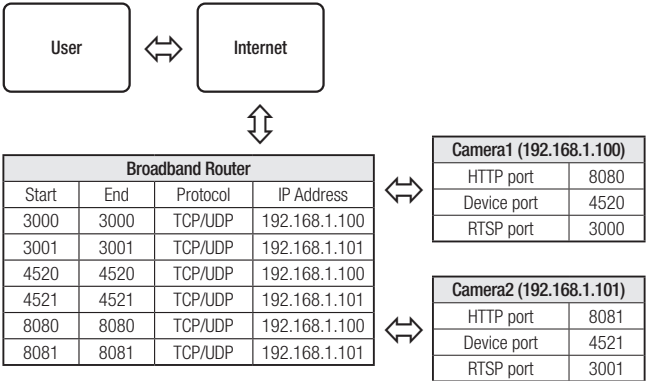 User
Internet
Broadband Router
Start End Protocol IP Address
3000 3000 TCP/UDP 192.168.1.100
3001 3001 TCP/UDP 192.168.1.101
4520 4520 TCP/UDP 192.168.1.100
4521 4521 TCP/UDP 192.168.1.101
8080 8080 TCP/UDP 192.168.1.100
8081 8081 TCP/UDP 192.168.1.101
Camera1 (192.168.1.100)
HTTP port 8080
Device port 4520
RTSP port 3000
Camera2 (192.168.1.101)
HTTP port 8081
Device port 4521
RTSP port 3001